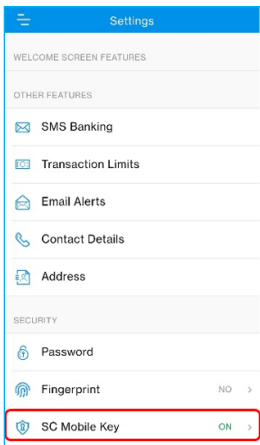 Settings
WELCOME SCREEN FEATURES
OTHER FEATURES
SMS Banking
Transaction Limits
Email Alerts
Contact Details
Address
SECURITY
Password
Fingerprint NO
SC Mobile Key ON